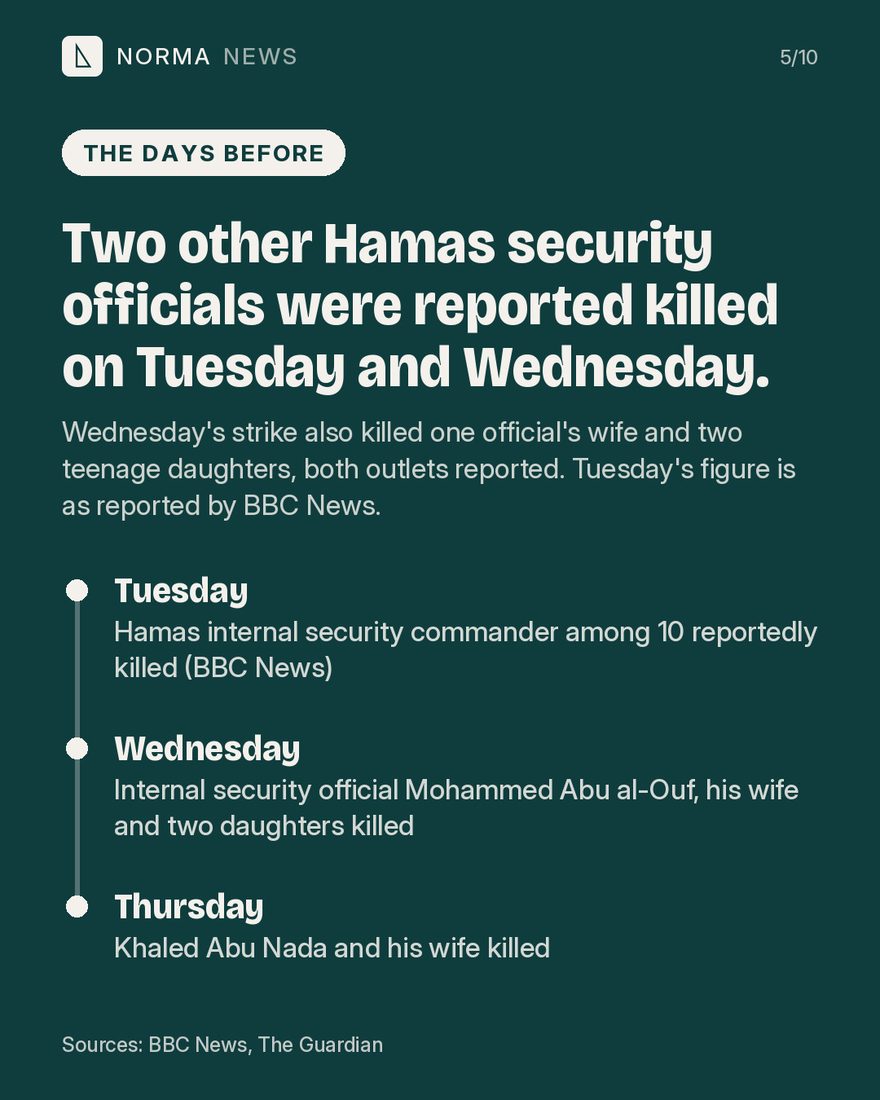 NORMA NEWS
5/10
THE DAYS BEFORE
Two other Hamas security
officials were reported killed
on Tuesday and Wednesday.
Wednesday's strike also killed one official's wife and two
teenage daughters, both outlets reported. Tuesday's figure is
as reported by BBC News.
Tuesday
Hamas internal security commander among 10 reportedly
killed (BBC News)
Wednesday
Internal security official Mohammed Abu al-Ouf, his wife
and two daughters killed
Thursday
Khaled Abu Nada and his wife killed
Sources: BBC News, The Guardian